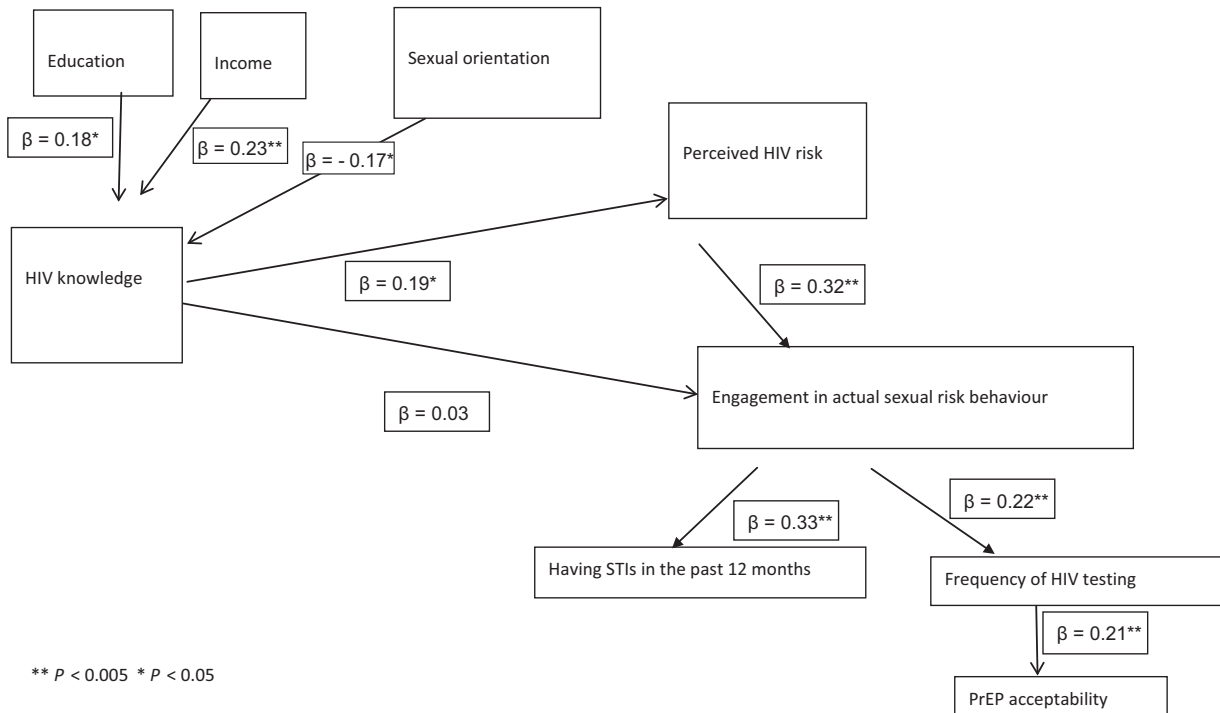 Education
Income
Sexual orientation
β = 0.18*
β = 0.23**
β = - 0.17*
Perceived HIV risk
HIV knowledge
β = 0.19*
β = 0.32**
Engagement in actual sexual risk behaviour
β = 0.03
β = 0.33**
β = 0.22**
Having STIs in the past 12 months
Frequency of HIV testing
β = 0.21**
** P < 0.005 * P < 0.05
PrEP acceptability